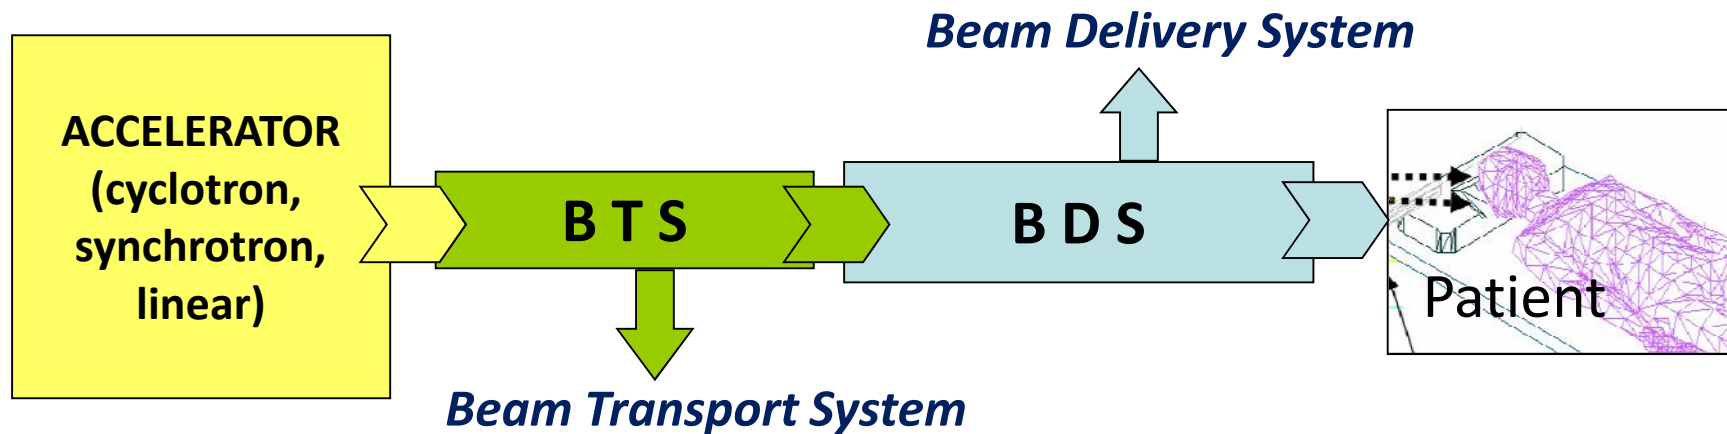 Beam Delivery System
ACCELERATOR
(cyclotron,
synchrotron,
linear)
B T S
B D S
Patient
Beam Transport System